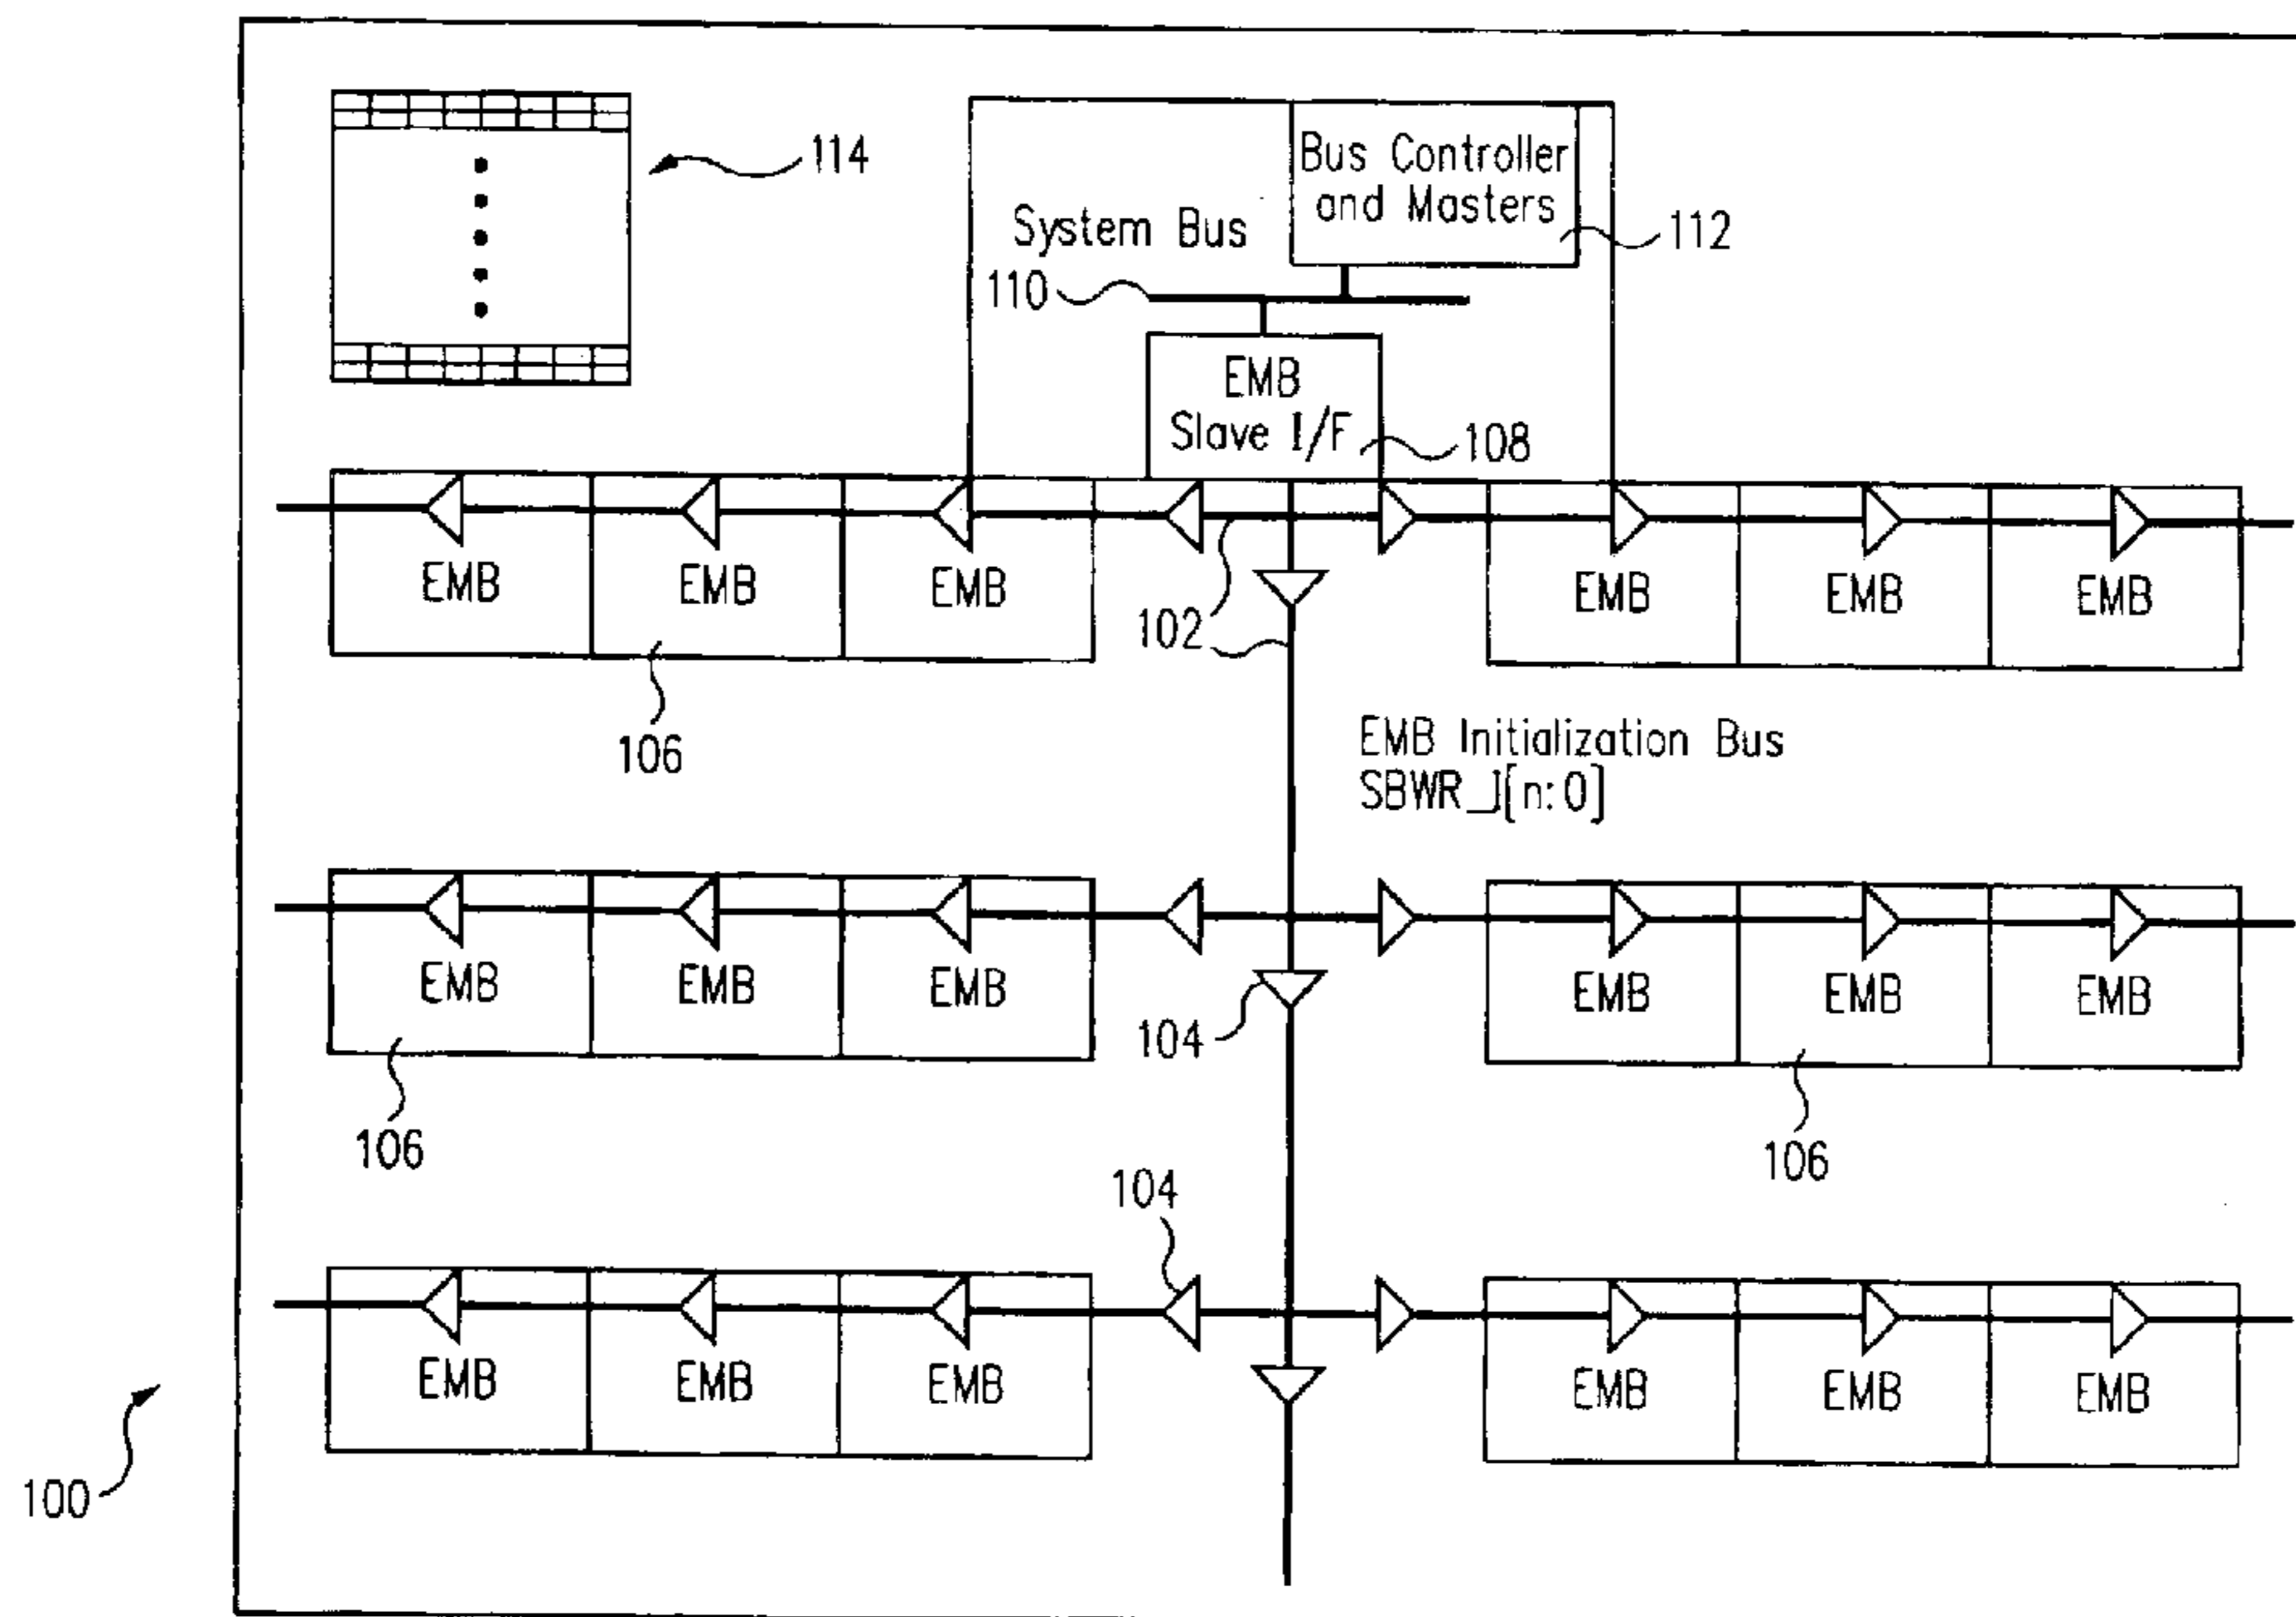 114
Bus Controller
and Masters
112
System Bus
110
EMB
Slave I/F
108
EMB EMB EMB EMB EMB EMB
102
106
EMB Initialization Bus
SBWR_I[n:0]
EMB EMB EMB EMB EMB EMB
104
106
106
104
EMB EMB EMB EMB EMB EMB
100